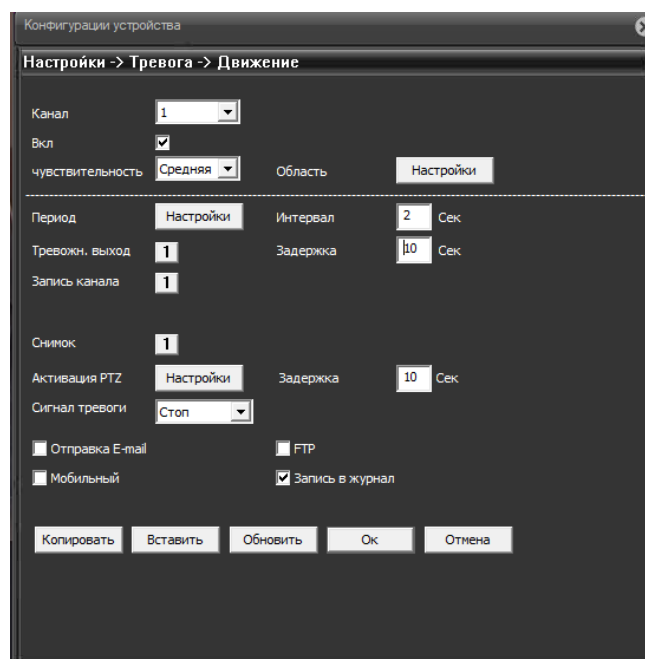 Конфигурации устройства
Настройки -> Тревога -> Движение
Канал 1
Вкл
чувствительность Средняя Область Настройки
Период Настройки Интервал 2 Сек
Тревожн. выход 1 Задержка 10 Сек
Запись канала 1
Снимок 1
Активация PTZ Настройки Задержка 10 Сек
Сигнал тревоги Стоп
Отправка E-mail FTP
Мобильный Запись в журнал
Копировать Вставить Обновить Ок Отмена